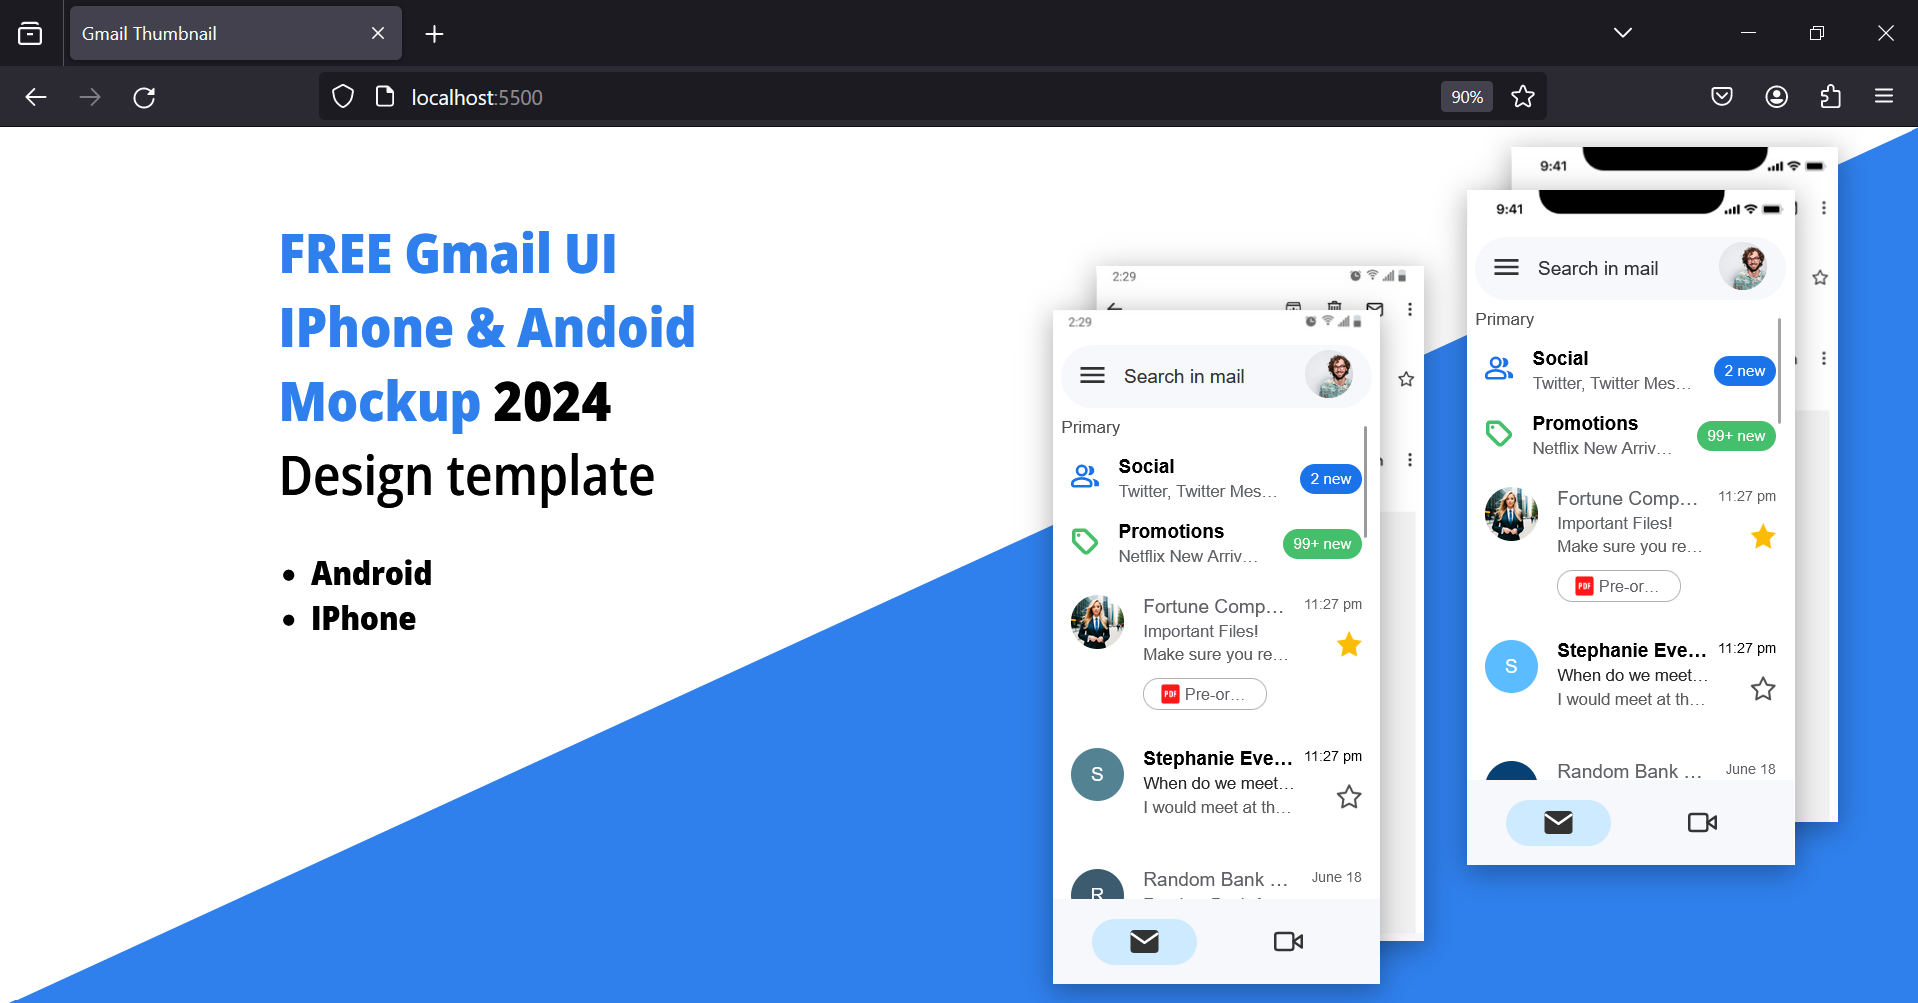 Gmail Thumbnail
localhost:5500
90%
FREE Gmail UI
IPhone & Andoid
Mockup 2024
Design template
• Android
• IPhone
2:29
2:29
Search in mail
Primary
Social
2 new
Twitter, Twitter Mes...
Promotions
99+ new
Netflix New Arriv...
Fortune Comp... 11:27 pm
Important Files!
Make sure you re...
PDF Pre-or...
S
Stephanie Eve... 11:27 pm
When do we meet...
I would meet at th...
R
Random Bank ... June 18
9:41
9:41
Search in mail
Primary
Social
2 new
Twitter, Twitter Mes...
Promotions
99+ new
Netflix New Arriv...
Fortune Comp... 11:27 pm
Important Files!
Make sure you re...
PDF Pre-or...
S
Stephanie Eve... 11:27 pm
When do we meet...
I would meet at th...
Random Bank ... June 18